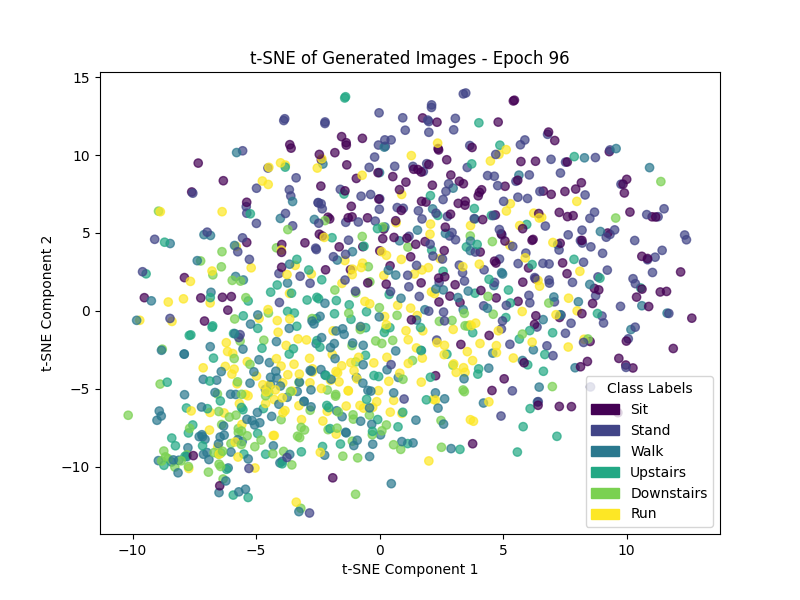 t-SNE of Generated Images - Epoch 96
15
10
5
0
−5
−10
t-SNE Component 2
−10
−5
0
5
10
t-SNE Component 1
Class Labels
Sit
Stand
Walk
Upstairs
Downstairs
Run